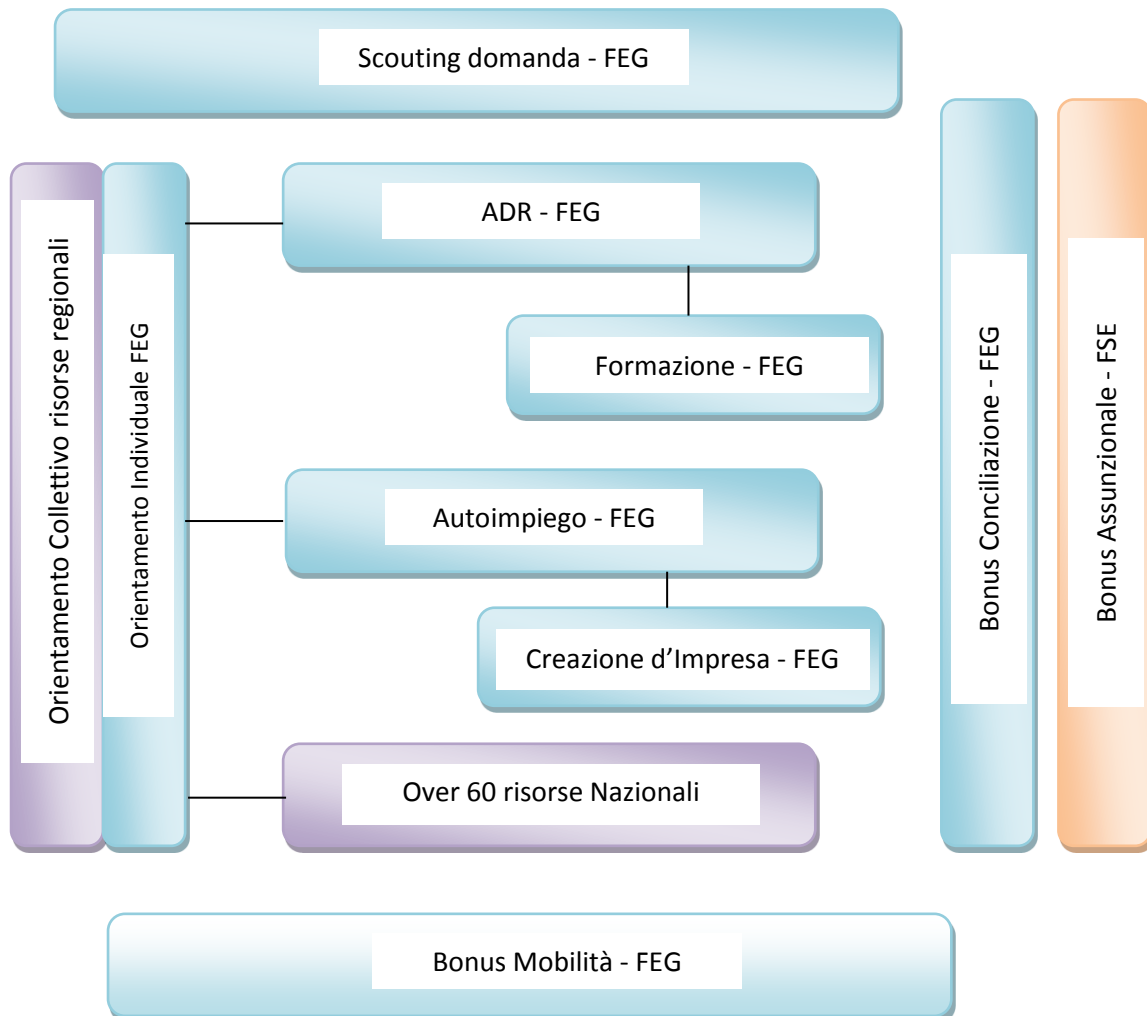 Scouting domanda - FEG
Orientamento Collettivo risorse regionali
Orientamento Individuale FEG
ADR - FEG
Formazione - FEG
Autoimpiego - FEG
Creazione d’Impresa - FEG
Over 60 risorse Nazionali
Bonus Conciliazione - FEG
Bonus Assunzionale - FSE
Bonus Mobilità - FEG